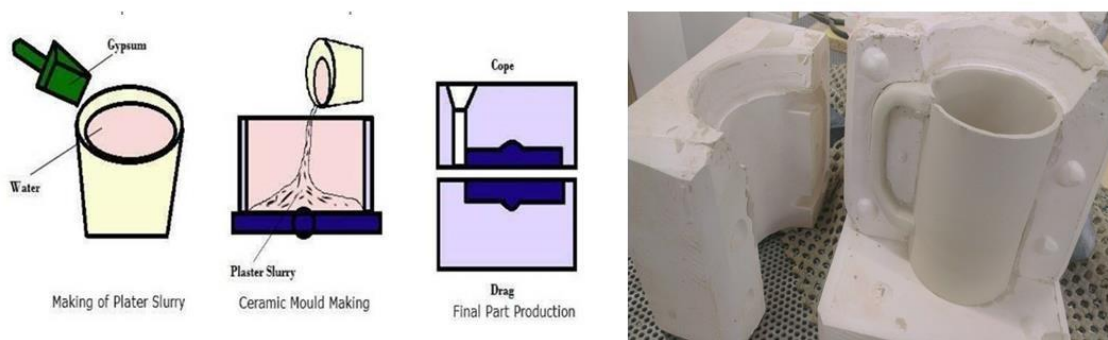 Gypsum
Water
Making of Plater Slurry
Plaster Slurry
Ceramic Mould Making
Cope
Drag
Final Part Production